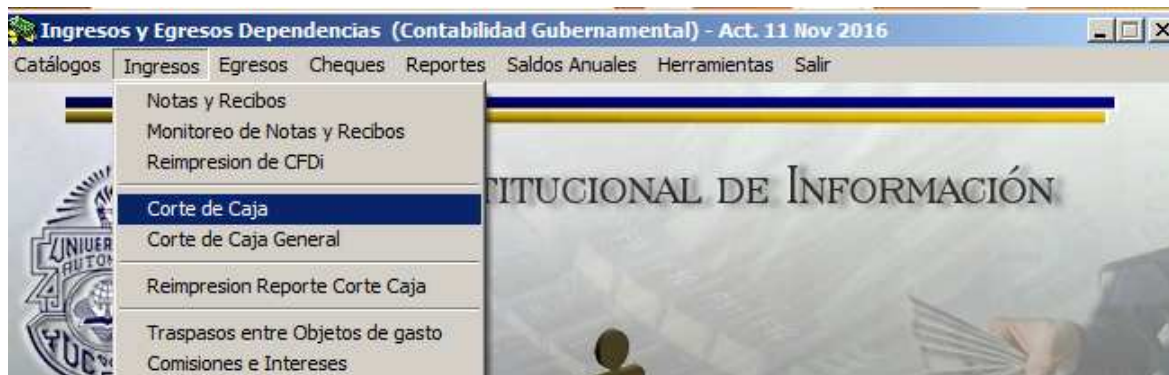 Ingresos y Egresos Dependencias (Contabilidad Gubernamental) - Act. 11 Nov 2016
Catálogos Ingresos Egresos Cheques Reportes Saldos Anuales Herramientas Salir
Notas y Recibos
Monitoreo de Notas y Recibos
Reimpresion de CFDi
TITUCIONAL DE INFORMACIÓN
Corte de Caja
Corte de Caja General
Reimpresion Reporte Corte Caja
Traspasos entre Objetos de gasto
Comisiones e Intereses